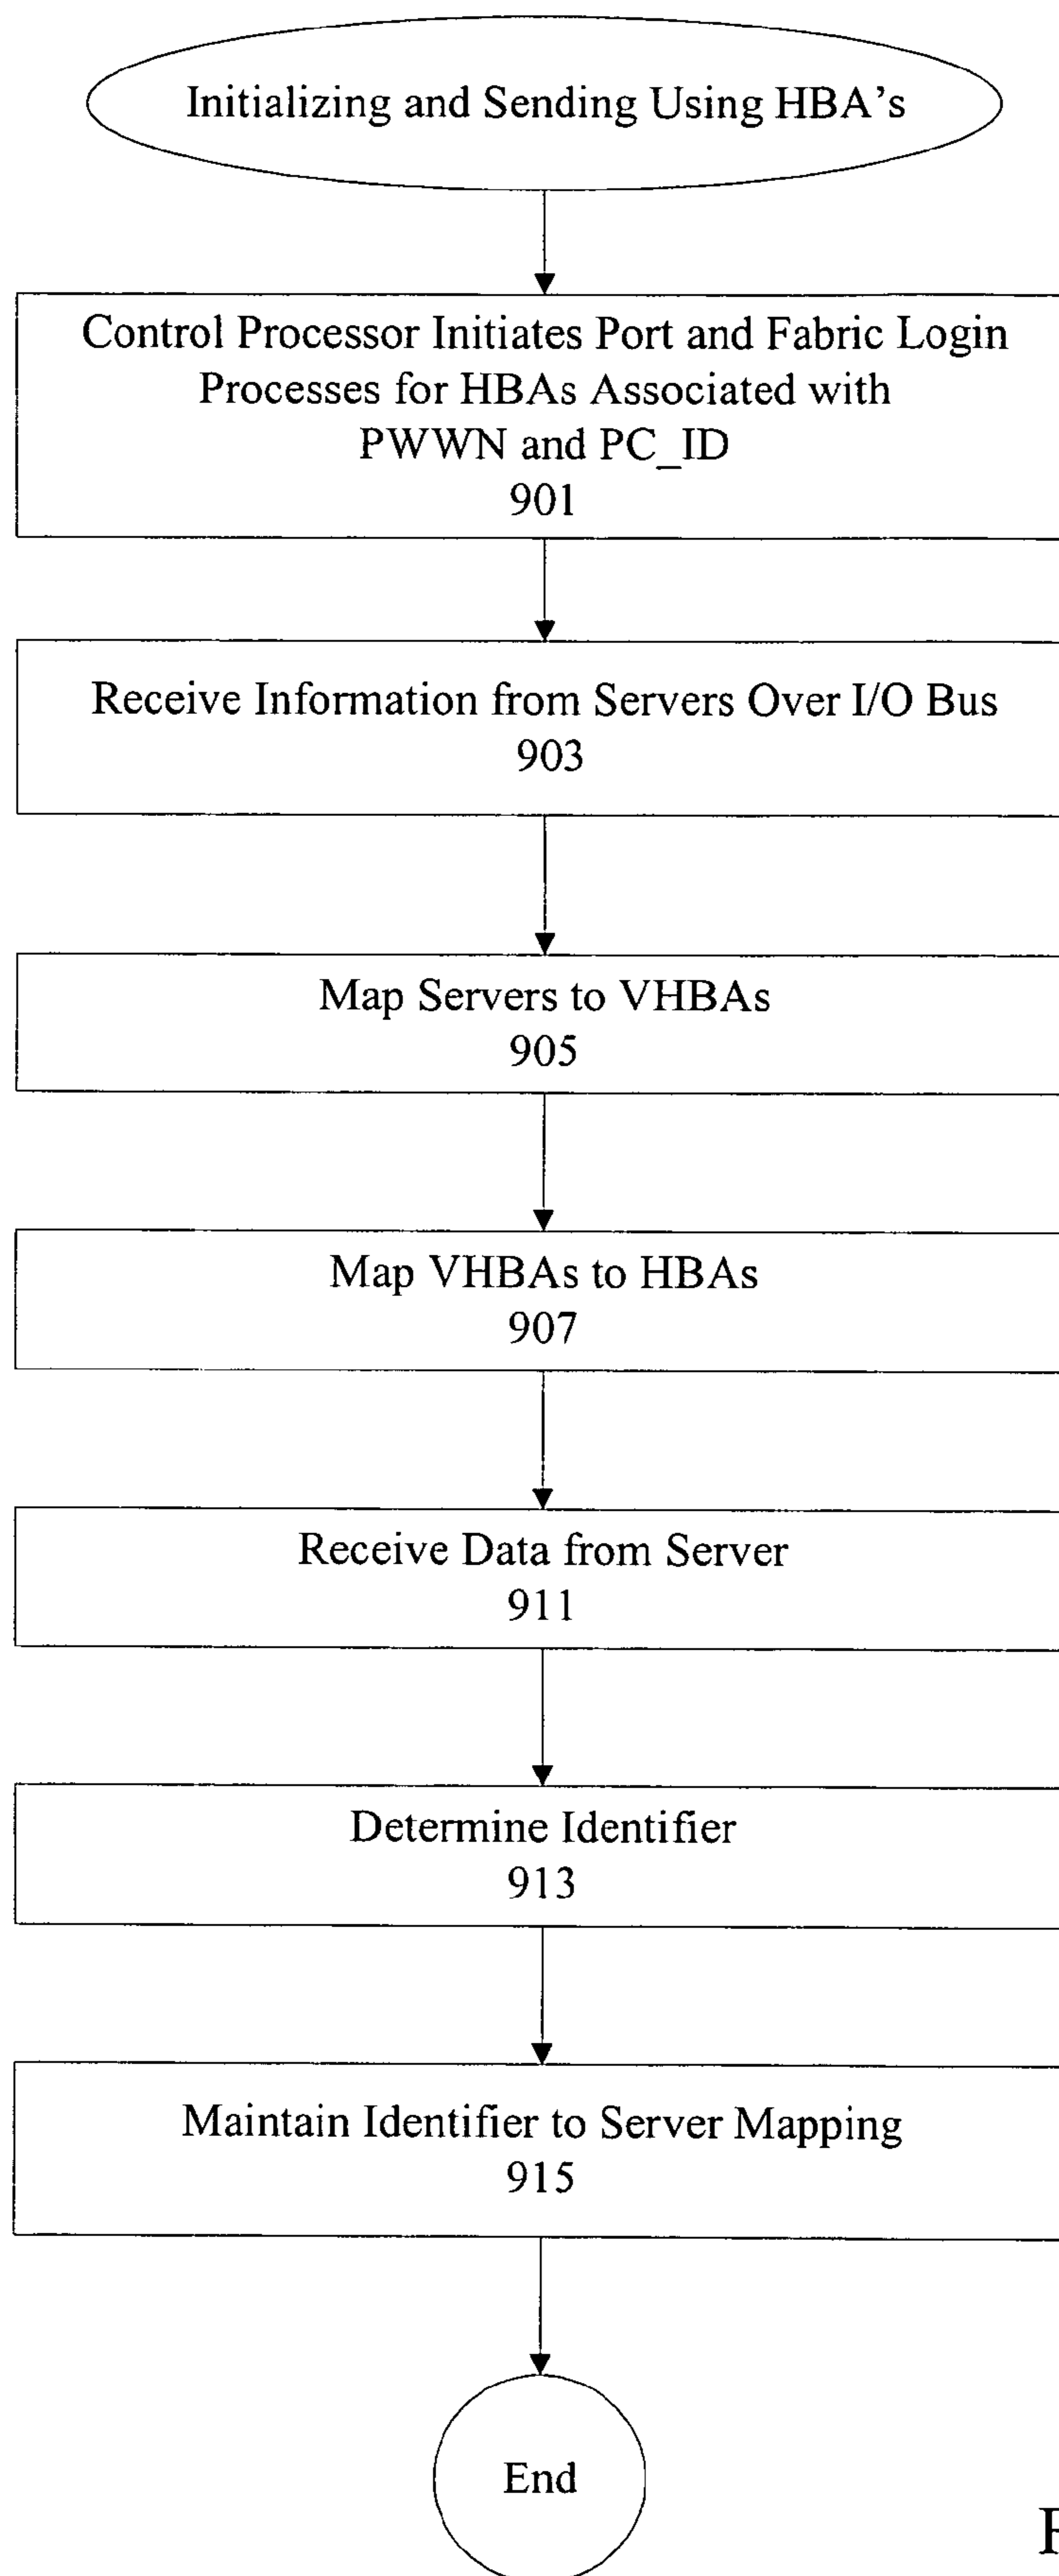 Initializing and Sending Using HBA's
Control Processor Initiates Port and Fabric Login
Processes for HBAs Associated with
PWWN and PC_ID
901
Receive Information from Servers Over I/O Bus
903
Map Servers to VHBAs
905
Map VHBAs to HBAs
907
Receive Data from Server
911
Determine Identifier
913
Maintain Identifier to Server Mapping
915
End